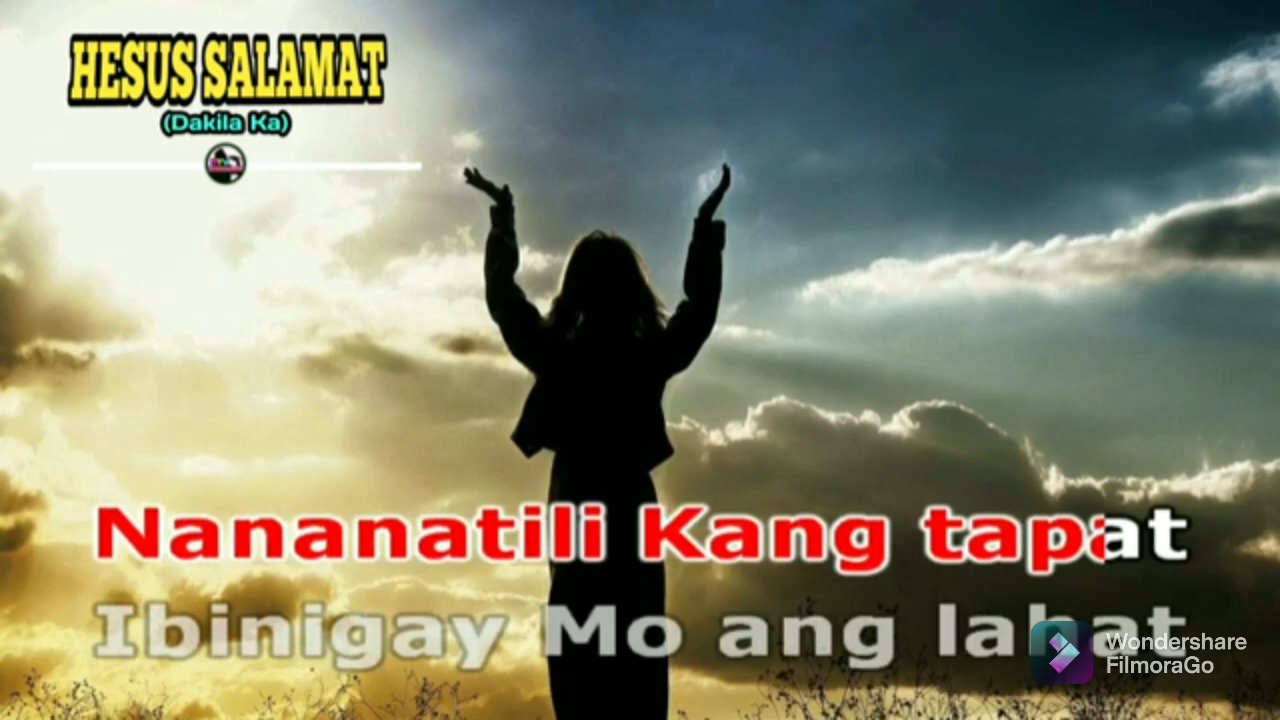 HESUS SALAMAT
(Dakila Ka)
Nananatili Kang tapat
Ibinigay Mo ang lahat
Wondershare
FilmoraGo